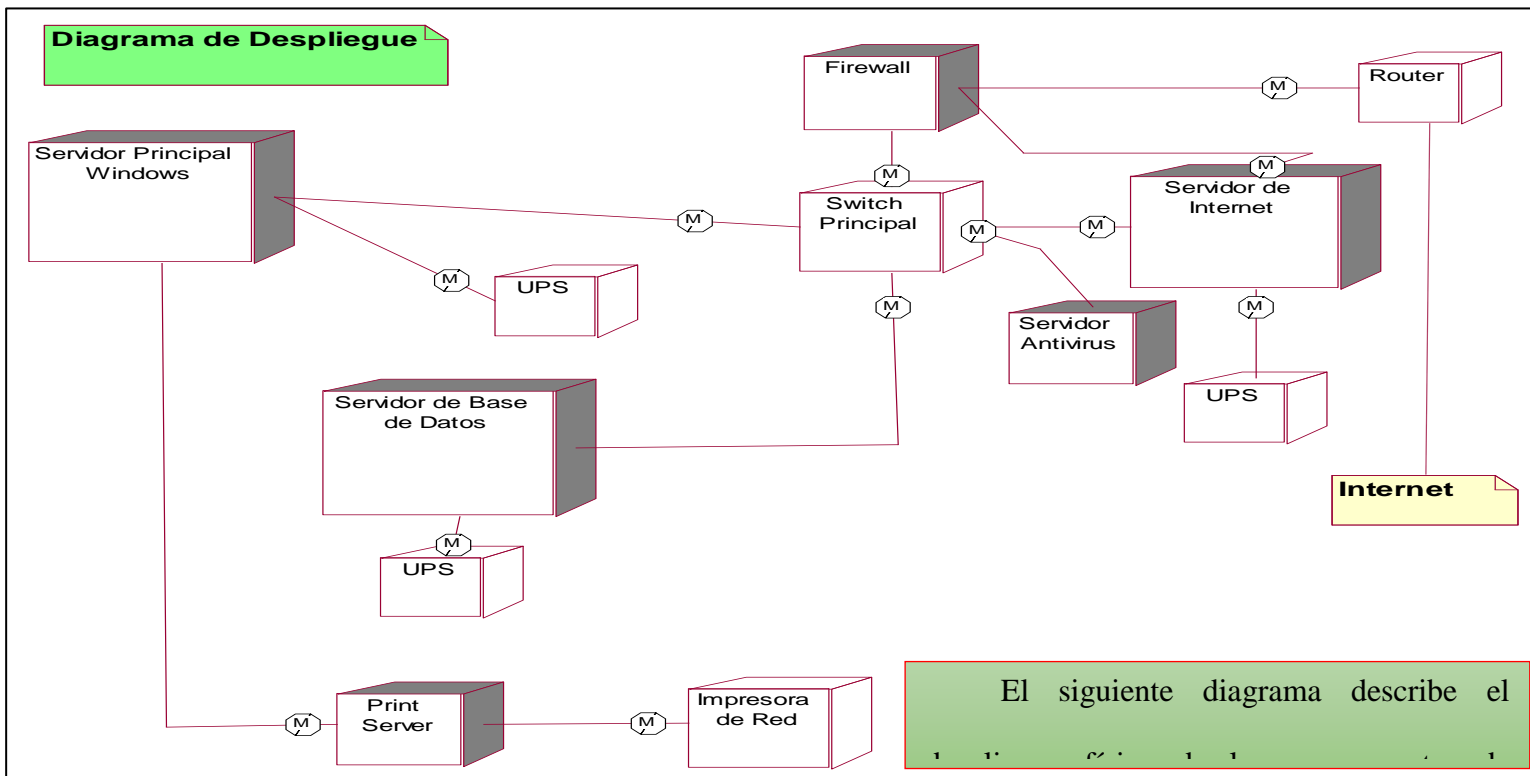 Diagrama de Despliegue
Firewall
M
Router
Servidor Principal
Windows
M
M
Servidor de
Internet
M
Switch
Principal
M
M
M
UPS
M
M
Servidor
Antivirus
M
UPS
Servidor de Base
de Datos
Internet
M
UPS
El siguiente diagrama describe el
Print
Server
M
M
Impresora
de Red